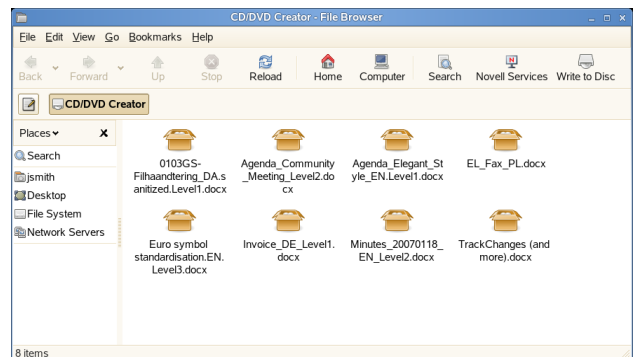 CD/DVD Creator - File Browser
File Edit View Go Bookmarks Help
Back Forward Up Stop Reload Home Computer Search Novell Services Write to Disc
CD/DVD Creator
Places
Search
jsmith
Desktop
File System
Network Servers
0103GS-
Filhaandtering_DA.s
anitized.Level1.docx
Agenda_Community
_Meeting_Level2.do
cx
Agenda_Elegant_St
yle_EN.Level1.docx
EL_Fax_PL.docx
Euro symbol
standardisation.EN.
Level3.docx
Invoice_DE_Level1.
docx
Minutes_20070118_
EN_Level2.docx
TrackChanges (and
more).docx
8 items